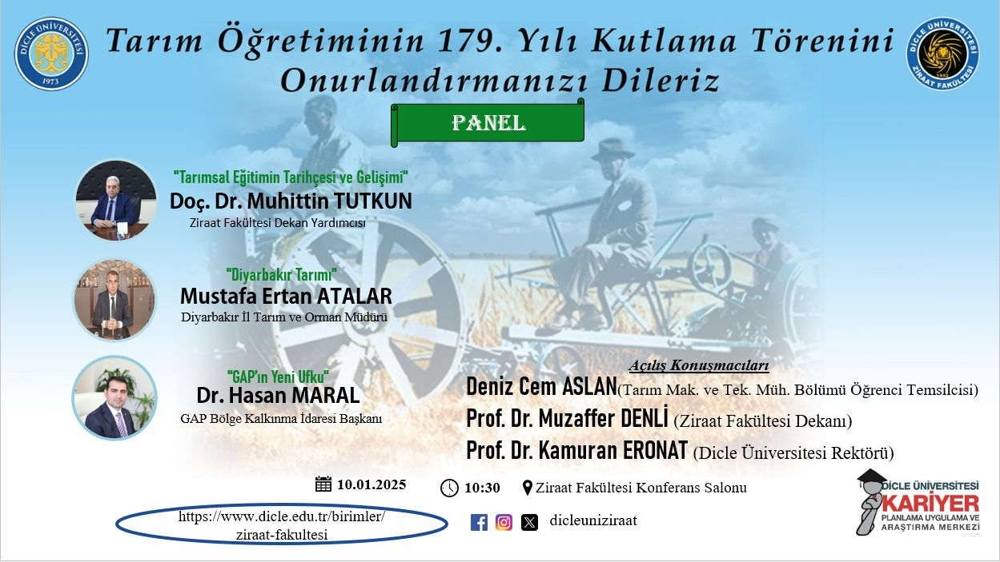 Tarım Öğretiminin 179. Yılı Kutlama Törenini
Onurlandırmanızı Dileriz
DİCLE ÜNİVERSİTESİ
1973
DİCLE ÜNİVERSİTESİ
ZİRAAT FAKÜLTESİ
1992
PANEL
"Tarımsal Eğitimin Tarihçesi ve Gelişimi"
Doç. Dr. Muhittin TUTKUN
Ziraat Fakültesi Dekan Yardımcısı
"Diyarbakır Tarımı"
Mustafa Ertan ATALAR
Diyarbakır İl Tarım ve Orman Müdürü
"GAP’ın Yeni Ufku"
Dr. Hasan MARAL
GAP Bölge Kalkınma İdaresi Başkanı
Açılış Konuşmacıları
Deniz Cem ASLAN(Tarım Mak. ve Tek. Müh. Bölümü Öğrenci Temsilcisi)
Prof. Dr. Muzaffer DENLİ (Ziraat Fakültesi Dekanı)
Prof. Dr. Kamuran ERONAT (Dicle Üniversitesi Rektörü)
10.01.2025 10:30 Ziraat Fakültesi Konferans Salonu
https://www.dicle.edu.tr/birimler/
ziraat-fakultesi
dicleuniziraat
DİCLE ÜNİVERSİTESİ
KARİYER
PLANLAMA UYGULAMA VE
ARAŞTIRMA MERKEZİ